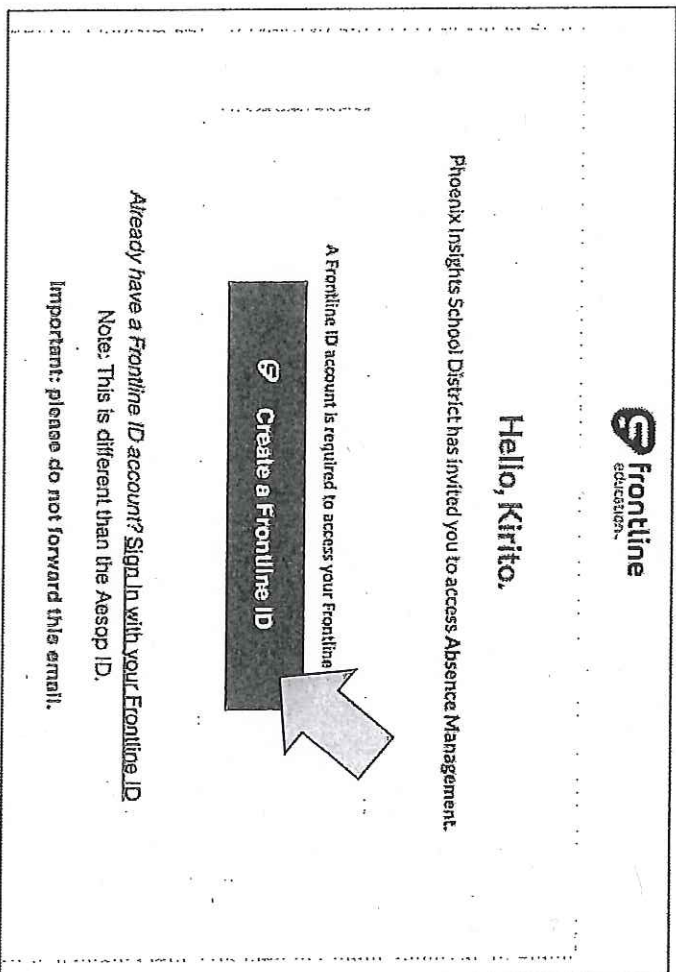 frontline
education™
Hello, Kirito.
Phoenix Insights School District has invited you to access Absence Management.
A Frontline ID account is required to access your Frontline
Create a Frontline ID
Already have a Frontline ID account? Sign In with your Frontline ID
Note: This is different than the Aesop ID.
Important: please do not forward this email.